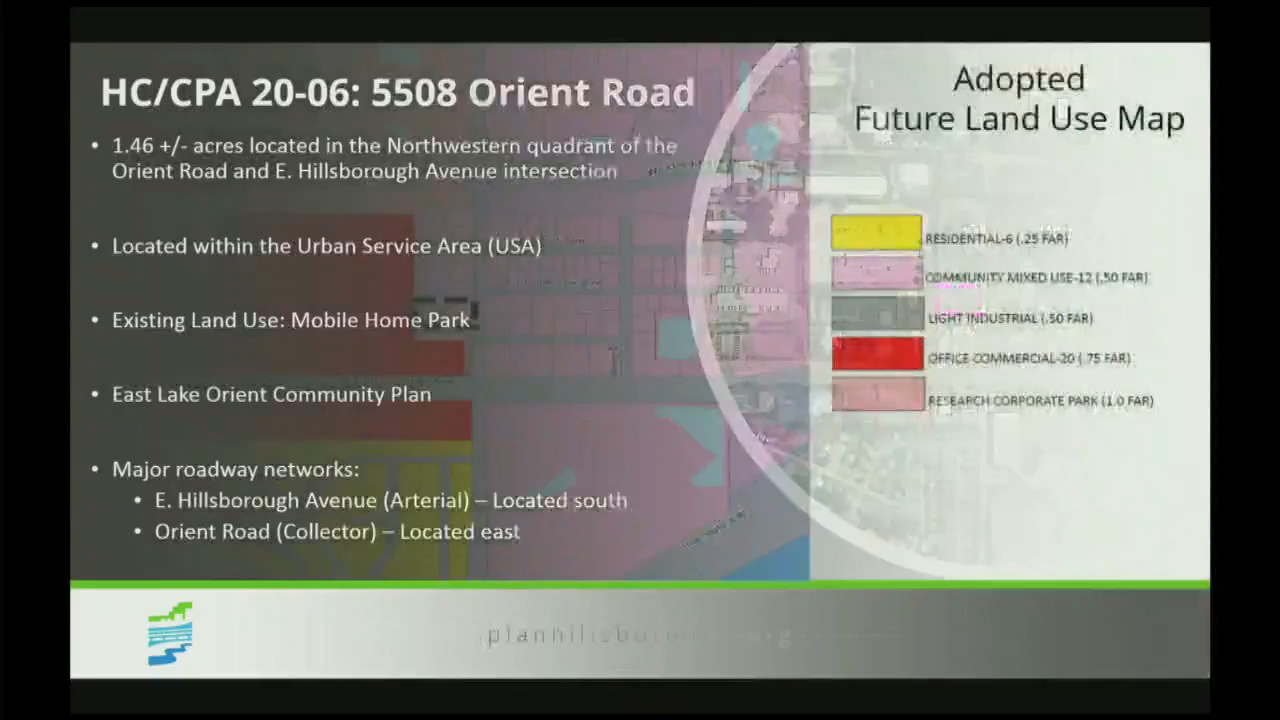 HC/CPA 20-06: 5508 Orient Road
• 1.46 +/- acres located in the Northwestern quadrant of the
Orient Road and E. Hillsborough Avenue intersection
• Located within the Urban Service Area (USA)
• Existing Land Use: Mobile Home Park
• East Lake Orient Community Plan
• Major roadway networks:
• E. Hillsborough Avenue (Arterial) – Located south
• Orient Road (Collector) – Located east
Adopted
Future Land Use Map
RESIDENTIAL-6 (.25 FAR)
COMMUNITY MIXED USE-12 (.50 FAR)
LIGHT INDUSTRIAL (.50 FAR)
OFFICE COMMERCIAL-20 (.75 FAR)
RESEARCH CORPORATE PARK (1.0 FAR)